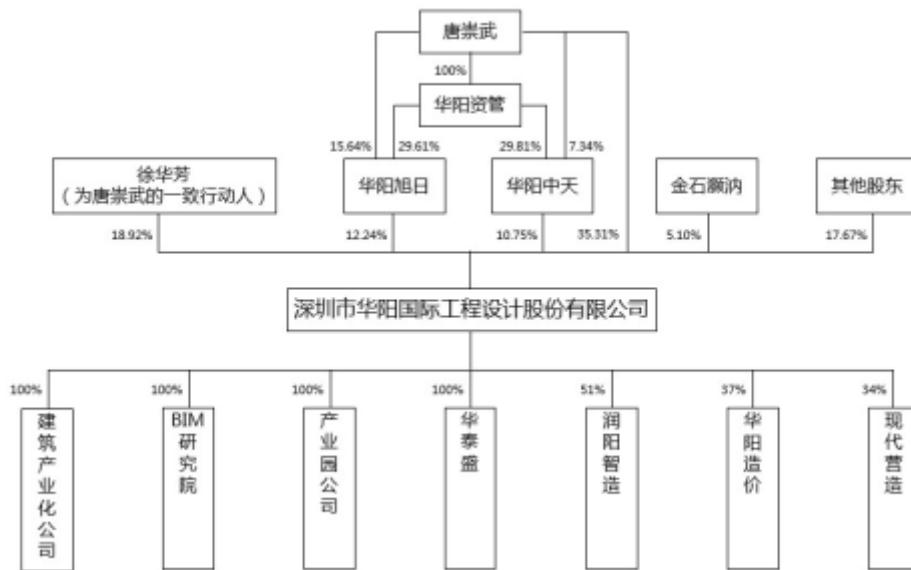 唐崇武
100%
华阳资管
15.64%
29.61%
29.81%
7.34%
徐华芳
（为唐崇武的一致行动人）
华阳旭日
华阳中天
金石灏汭
其他股东
18.92%
12.24%
10.75%
35.31%
5.10%
17.67%
深圳市华阳国际工程设计股份有限公司
100%
100%
100%
100%
51%
37%
34%
建筑产业化公司
BIM研究院
产业园公司
华泰盛
润阳智造
华阳造价
现代营造